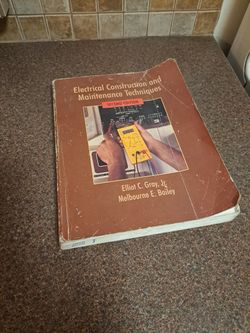 Electrical Construction and
Maintenance Techniques
SECOND EDITION
Elliot C. Gray, Jr.
Melbourne E. Bailey